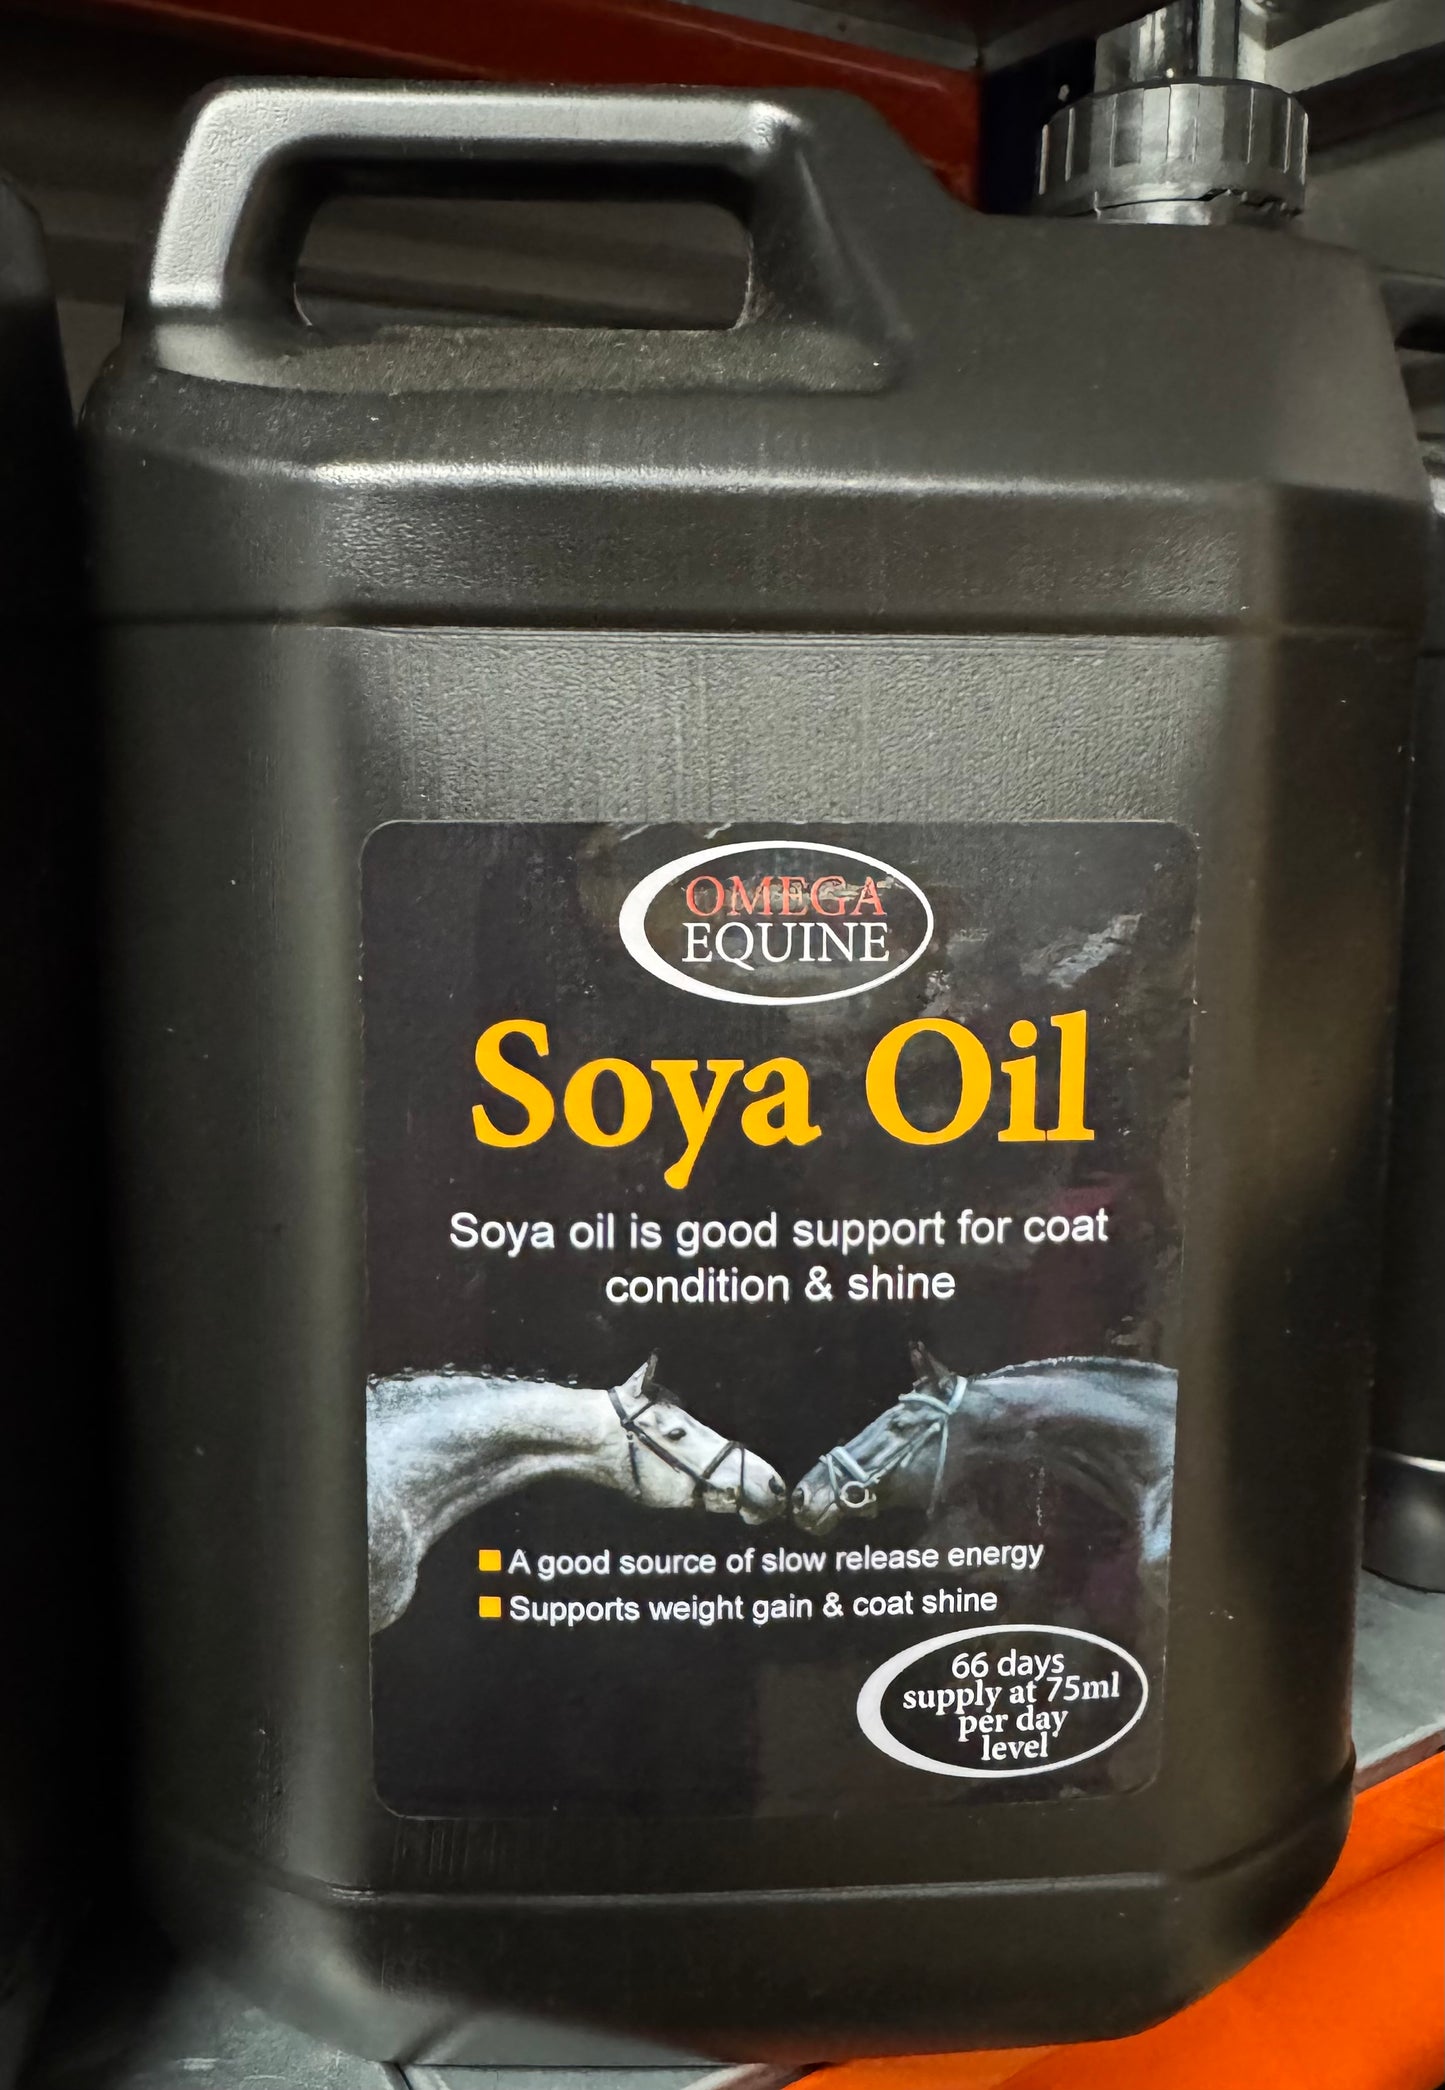 OMEGA
EQUINE
Soya Oil
Soya oil is good support for coat
condition & shine
A good source of slow release energy
Supports weight gain & coat shine
66 days
supply at 75ml
per day
level